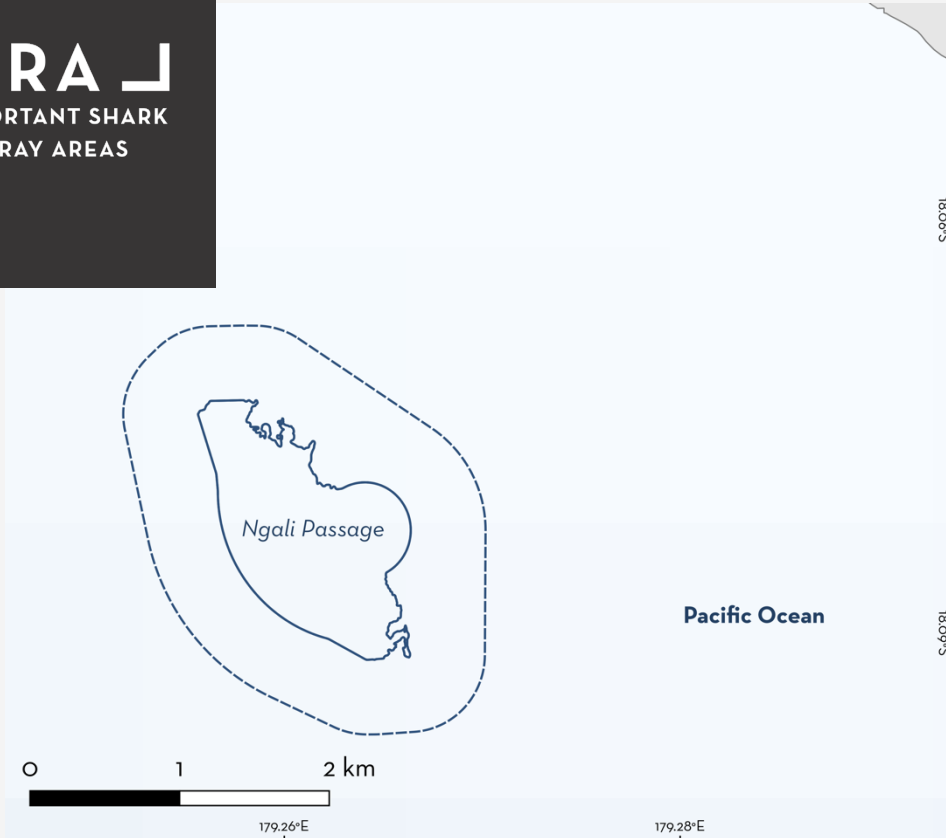 RA
ORTANT SHARK
RAY AREAS
18.08°S
Ngali Passage
Pacific Ocean
18.09°S
0 1 2 km
179.26°E 179.28°E